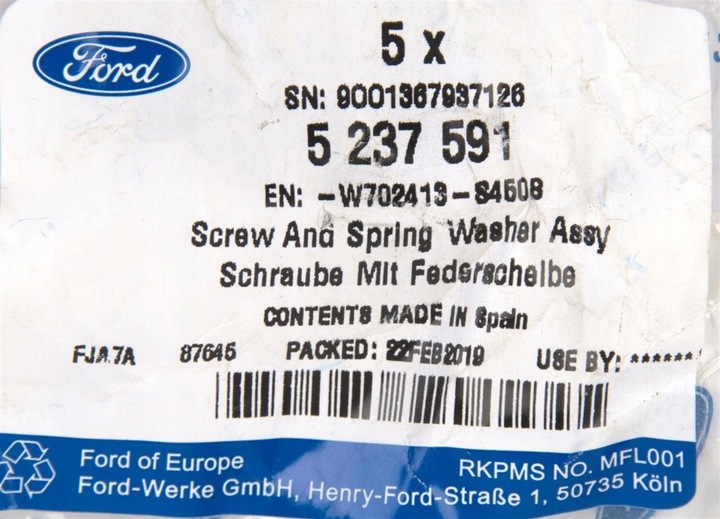 Ford
5 x
SN: 9001367937126
5 237 591
EN: -W702413-S4508
Screw And Spring Washer Assy
Schraube Mit Federscheibe
CONTENTS MADE IN Spain
FJA7A 87645 PACKED: 22FEB2019 USE BY: ******
Ford of Europe RKPMS NO. MFL001
Ford-Werke GmbH, Henry-Ford-Straße 1, 50735 Köln